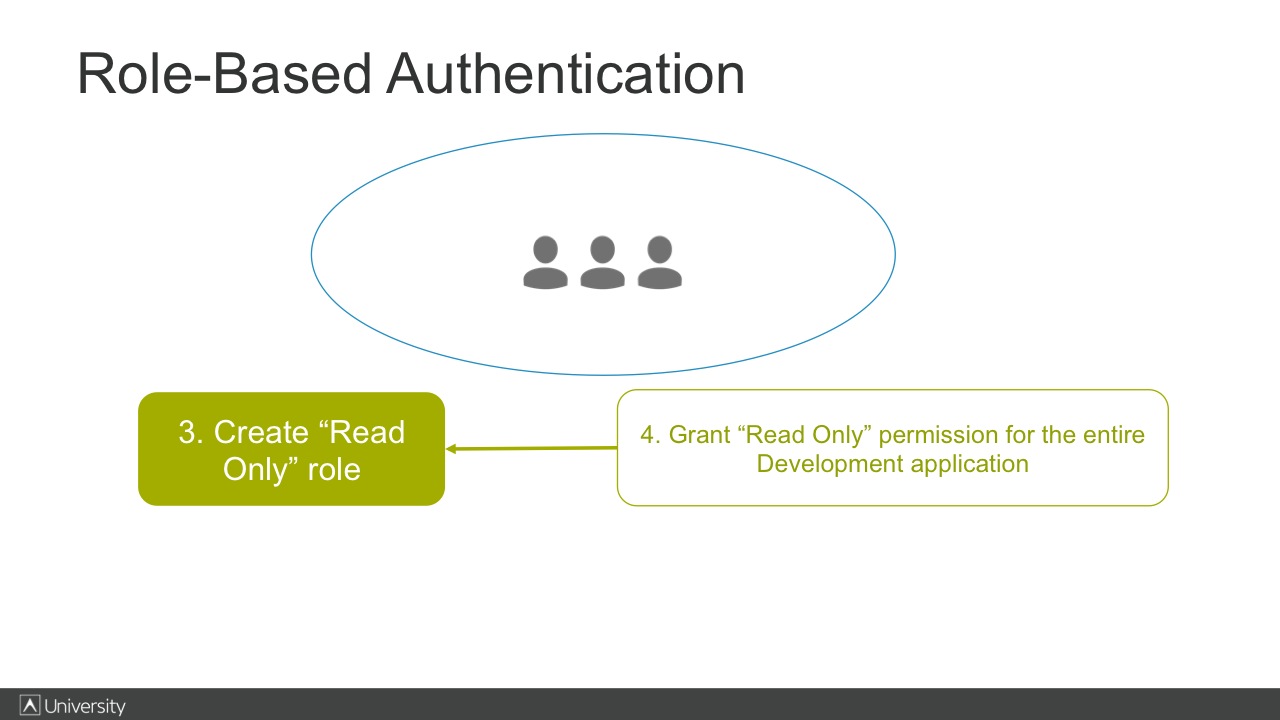 Role-Based Authentication
3. Create “Read
Only” role
4. Grant “Read Only” permission for the entire
Development application
University